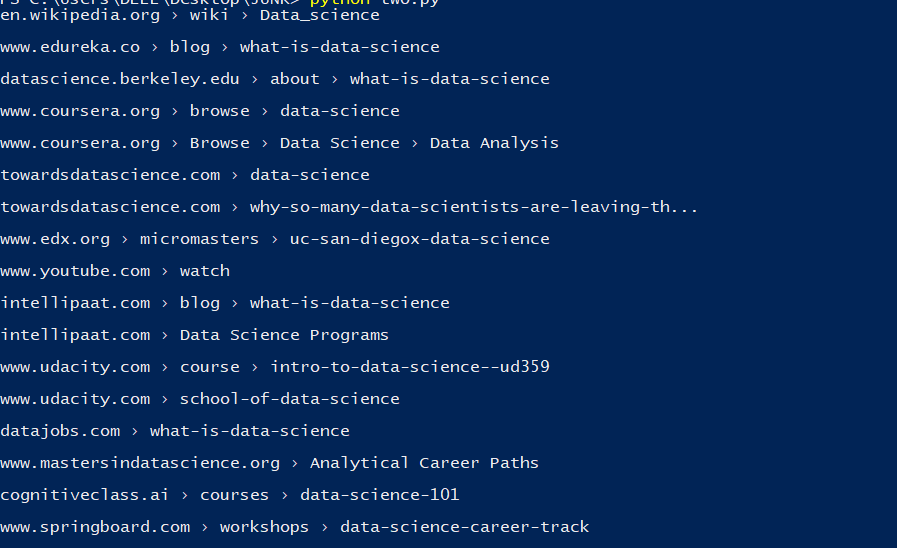 PS C:\Users\DELL\Desktop\JUNK> python two.py
en.wikipedia.org › wiki › Data_science
www.edureka.co › blog › what-is-data-science
datascience.berkeley.edu › about › what-is-data-science
www.coursera.org › browse › data-science
www.coursera.org › Browse › Data Science › Data Analysis
towardsdatascience.com › data-science
towardsdatascience.com › why-so-many-data-scientists-are-leaving-th...
www.edx.org › micromasters › uc-san-diegox-data-science
www.youtube.com › watch
intellipaat.com › blog › what-is-data-science
intellipaat.com › Data Science Programs
www.udacity.com › course › intro-to-data-science--ud359
www.udacity.com › school-of-data-science
datajobs.com › what-is-data-science
www.mastersindatascience.org › Analytical Career Paths
cognitiveclass.ai › courses › data-science-101
www.springboard.com › workshops › data-science-career-track